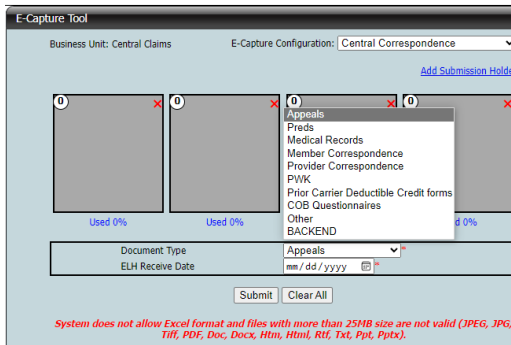 E-Capture Tool
Business Unit: Central Claims
E-Capture Configuration: Central Correspondence
Add Submission Holde
0 0 0 0
Appeals
Preds
Medical Records
Member Correspondence
Provider Correspondence
PWK
Prior Carrier Deductible Credit forms
COB Questionnaires
Other
BACKEND
Used 0% Used 0% d 0%
Document Type Appeals *
ELH Receive Date mm/dd/yyyy *
Submit Clear All
System does not allow Excel format and files with more than 25MB size are not valid (JPEG, JPG,
Tiff, PDF, Doc, Docx, Htm, Html, Rtf, Txt, Ppt, Pptx).